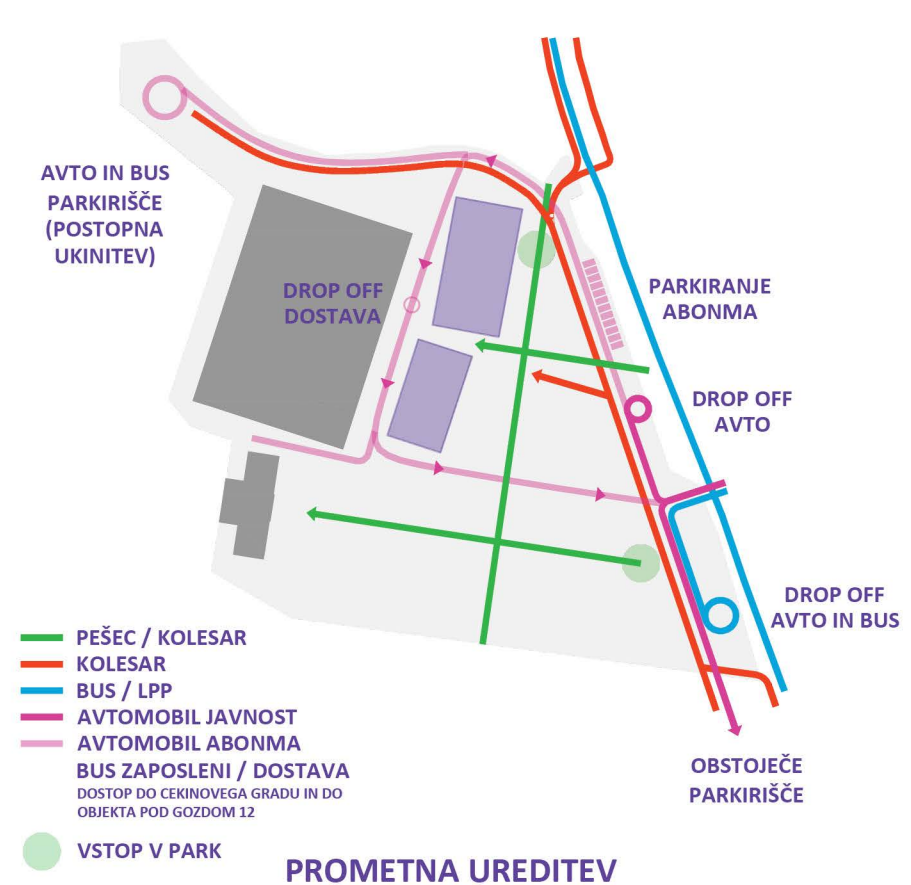 AVTO IN BUS
PARKIRIŠČE
(POSTOPNA
UKINITEV)
DROP OFF
DOSTAVA
PARKIRANJE
ABONMA
DROP OFF
AVTO
DROP OFF
AVTO IN BUS
OBSTOJEČE
PARKIRIŠČE
PEŠEC / KOLESAR
KOLESAR
BUS / LPP
AVTOMOBIL JAVNOST
AVTOMOBIL ABONMA
BUS ZAPOSLENI / DOSTAVA
DOSTOP DO CEKINOVEGA GRADU IN DO
OBJEKTA POD GOZDOM 12
VSTOP V PARK
PROMETNA UREDITEV